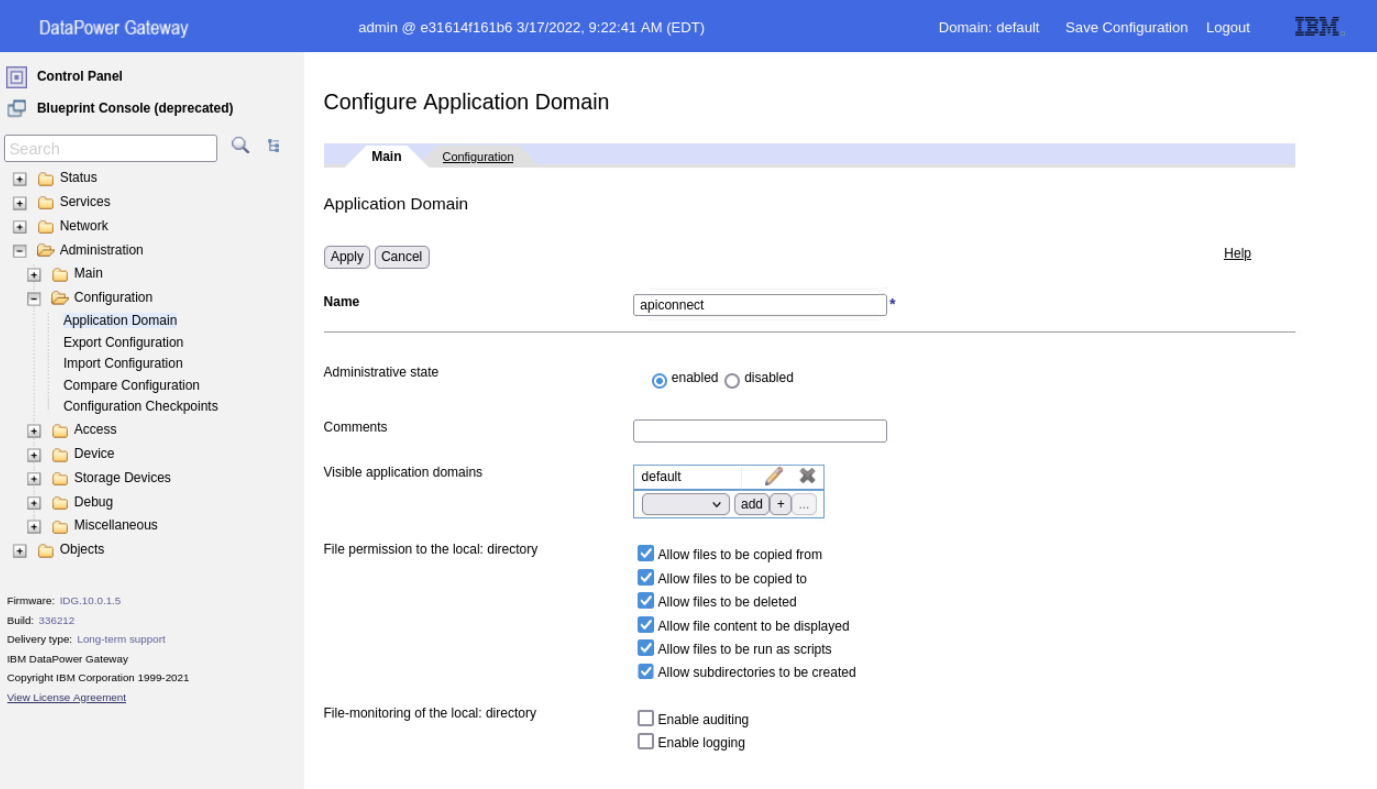 DataPower Gateway
admin @ e31614f161b6 3/17/2022, 9:22:41 AM (EDT)
Domain: default
Save Configuration
Logout
IBM
Control Panel
Blueprint Console (deprecated)
Search
Status
Services
Network
Administration
Main
Configuration
Application Domain
Export Configuration
Import Configuration
Compare Configuration
Configuration Checkpoints
Access
Device
Storage Devices
Debug
Miscellaneous
Objects
Firmware: IDG.10.0.1.5
Build: 336212
Delivery type: Long-term support
IBM DataPower Gateway
Copyright IBM Corporation 1999-2021
View License Agreement
Configure Application Domain
Main
Configuration
Application Domain
Apply
Cancel
Help
Name
apiconnect
*
Administrative state
enabled
disabled
Comments
Visible application domains
default
add
+
...
File permission to the local: directory
Allow files to be copied from
Allow files to be copied to
Allow files to be deleted
Allow file content to be displayed
Allow files to be run as scripts
Allow subdirectories to be created
File-monitoring of the local: directory
Enable auditing
Enable logging